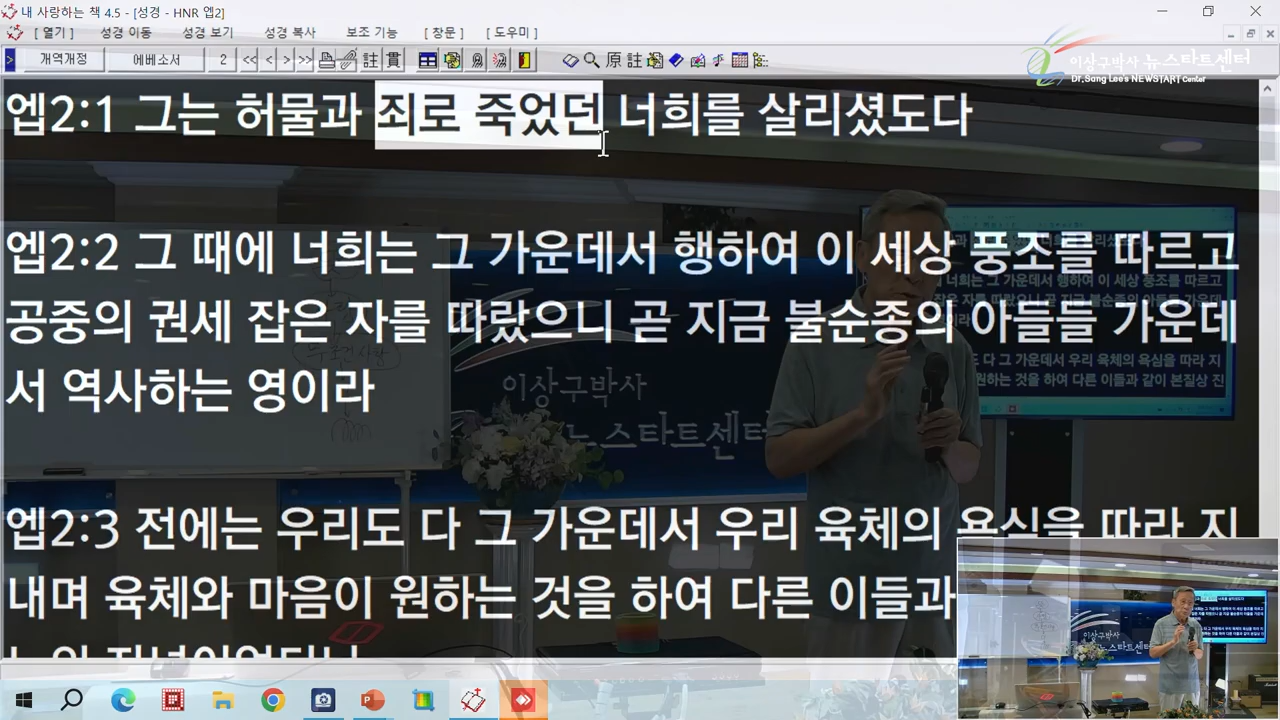 내 사랑하는 책 4.5 - [성경 - HNR 엡2]
[ 열기 ] 성경 이동 성경 보기 성경 복사 보조 기능 [ 창문 ] [ 도우미 ]
개역개정 에베소서 2 << < > >> 註 貫 原 註
이상구박사 뉴스타트센터
Dr.Sang Lee's NEWSTART Center
엡2:1 그는 허물과 죄로 죽었던 너희를 살리셨도다
엡2:2 그 때에 너희는 그 가운데서 행하여 이 세상 풍조를 따르고
공중의 권세 잡은 자를 따랐으니 곧 지금 불순종의 아들들 가운데
서 역사하는 영이라
이상구박사
뉴스타트센터
엡2:3 전에는 우리도 다 그 가운데서 우리 육체의 욕심을 따라 지
내며 육체와 마음이 원하는 것을 하여 다른 이들과